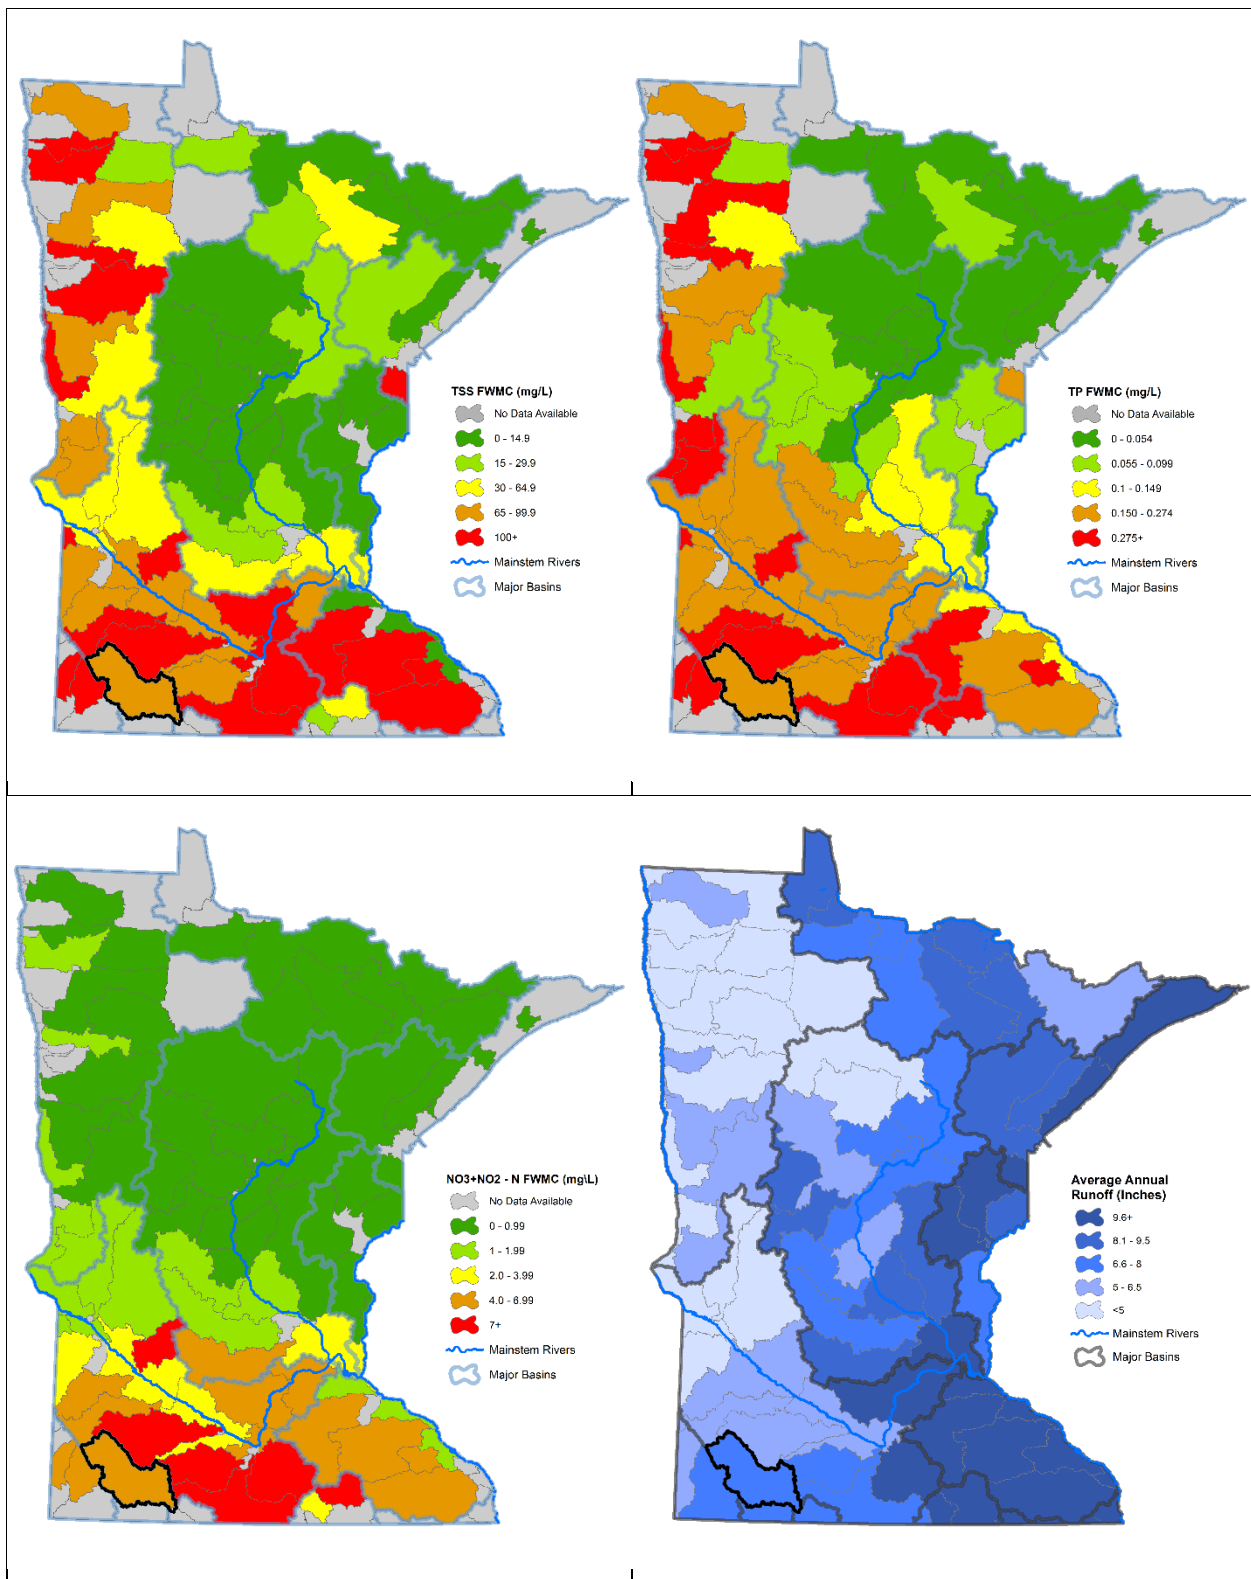 TSS FWMC (mg/L)
No Data Available
0 - 14.9
15 - 29.9
30 - 64.9
65 - 99.9
100+
Mainstem Rivers
Major Basins
TP FWMC (mg/L)
No Data Available
0 - 0.054
0.055 - 0.099
0.1 - 0.149
0.150 - 0.274
0.275+
Mainstem Rivers
Major Basins
NO3+NO2 - N FWMC (mg\L)
No Data Available
0 - 0.99
1 - 1.99
2.0 - 3.99
4.0 - 6.99
7+
Mainstem Rivers
Major Basins
Average Annual
Runoff (Inches)
9.6+
8.1 - 9.5
6.6 - 8
5 - 6.5
<5
Mainstem Rivers
Major Basins